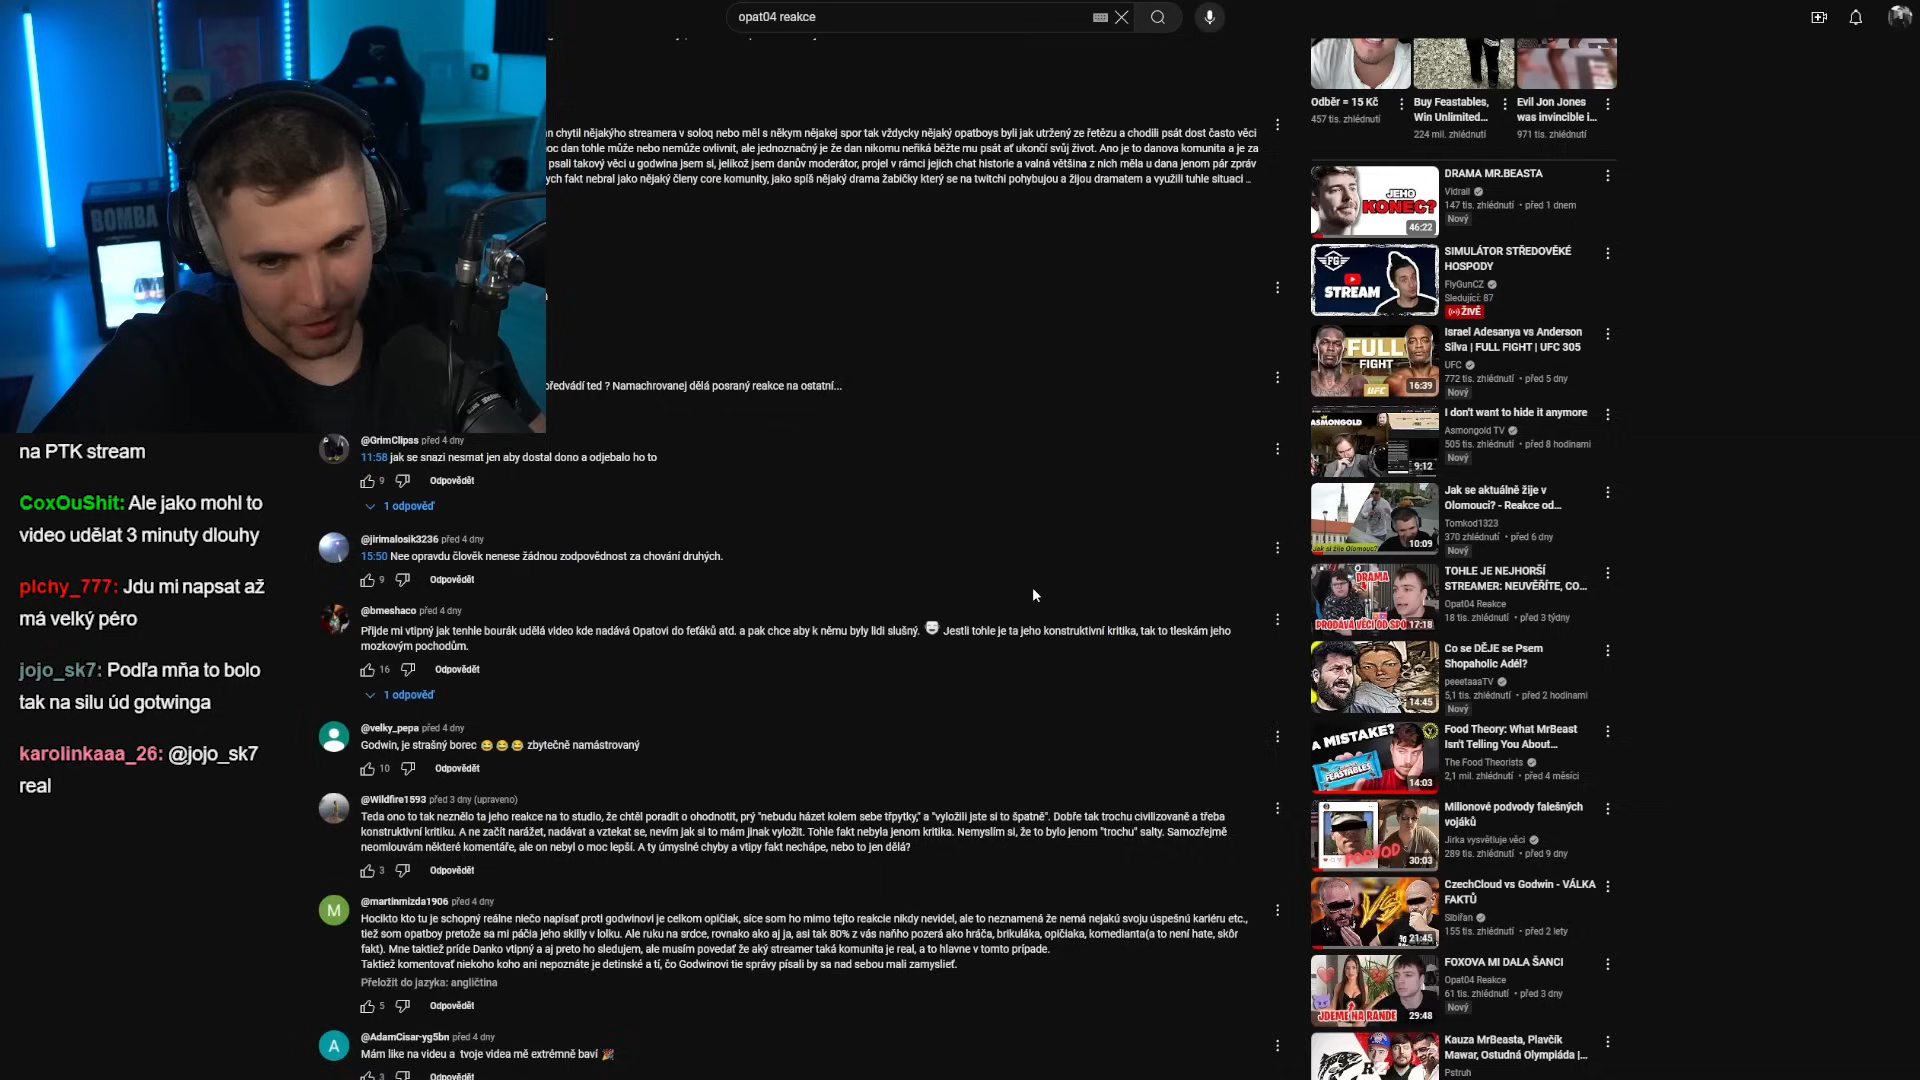 opat04 reakce
BOMBA
n chytil nějakýho streamera v soloq nebo měl s někym nějakej spor tak vždycky nějaký opatboys byli jak utržený ze řetězu a chodili psát dost často věci
oc dan tohle může nebo nemůže ovlivnit, ale jednoznačný je že dan nikomu neříká běžte mu psát ať ukončí svůj život. Ano je to danova komunita a je za
psali takový věci u godwina jsem si, jelikož jsem danův moderátor, projel v rámci jejich chat historie a valná většina z nich měla u dana jenom pár zpráv
ych fakt nebral jako nějaký členy core komunity, jako spíš nějaký drama žabičky který se na twitchi pohybujou a žijou dramatem a využili tuhle situaci ..
předvádí ted ? Namachrovanej dělá posraný reakce na ostatní...
na PTK stream
CoxOuShit: Ale jako mohl to
video udělat 3 minuty dlouhy
plchy_777: Jdu mi napsat až
má velký péro
jojo_sk7: Podľa mňa to bolo
tak na silu úd gotwinga
karolinkaaa_26: @jojo_sk7
real
@GrimClipss před 4 dny
11:58 jak se snazi nesmat jen aby dostal dono a odjebalo ho to
9 Odpovědět
1 odpověď
@jirimalosik3236 před 4 dny
15:50 Nee opravdu člověk nenese žádnou zodpovědnost za chování druhých.
9 Odpovědět
@bmeshaco před 4 dny
Přijde mi vtipný jak tenhle bourák udělá video kde nadává Opatovi do feťáků atd. a pak chce aby k němu byly lidi slušný. Jestli tohle je ta jeho konstruktivní kritika, tak to tleskám jeho
mozkovým pochodům.
16 Odpovědět
1 odpověď
@velky_pepa před 4 dny
Godwin, je strašný borec 😂 😂 😂 zbytečně namástrovaný
10 Odpovědět
@Wildfire1593 před 3 dny (upraveno)
Teda ono to tak neznělo ta jeho reakce na to studio, že chtěl poradit o ohodnotit, prý "nebudu házet kolem sebe třpytky," a "vyložili jste si to špatně". Dobře tak trochu civilizovaně a třeba
konstruktivní kritiku. A ne začít narážet, nadávat a vztekat se, nevím jak si to mám jinak vyložit. Tohle fakt nebyla jenom kritika. Nemyslím si, že to bylo jenom "trochu" salty. Samozřejmě
neomlouvám některé komentáře, ale on nebyl o moc lepší. A ty úmyslné chyby a vtipy fakt nechápe, nebo to jen dělá?
3 Odpovědět
M
@martinmizda1906 před 4 dny
Hocikto kto tu je schopný reálne niečo napísať proti godwinovi je celkom opičiak, síce som ho mimo tejto reakcie nikdy nevidel, ale to neznamená že nemá nejakú svoju úspešnú kariéru etc.,
tiež som opatboy pretože sa mi páčia jeho skilly v lolku. Ale ruku na srdce, rovnako ako aj ja, asi tak 80% z vás naňho pozerá ako hráča, brikuláka, opičiaka, komedianta(a to není hate, skôr
fakt). Mne taktiež príde Danko vtipný a aj preto ho sledujem, ale musím povedať že aký streamer taká komunita je real, a to hlavne v tomto prípade.
Taktiež komentovať niekoho koho ani nepoznáte je detinské a tí, čo Godwinovi tie správy písali by sa nad sebou mali zamyslieť.
Přeložit do jazyka: angličtina
5 Odpovědět
A
@AdamCisar-yg5bn před 4 dny
Mám like na videu a tvoje videa mě extrémně baví 🎉
3 Odpovědět
Odběr = 15 Kč
457 tis. zhlédnutí
Buy Feastables,
Win Unlimited...
224 mil. zhlédnutí
Evil Jon Jones
was invincible i...
971 tis. zhlédnutí
JEHO
KONEC?
46:22
DRAMA MR.BEASTA
Vidrail
147 tis. zhlédnutí • před 1 dnem
Nový
FG
STREAM
SIMULÁTOR STŘEDOVĚKÉ
HOSPODY
FlyGunCZ
Sledující: 87
ŽIVĚ
FULL
FIGHT
UFC
16:39
Israel Adesanya vs Anderson
Silva | FULL FIGHT | UFC 305
UFC
772 tis. zhlédnutí • před 5 dny
Nový
ASMONGOLD
9:12
I don't want to hide it anymore
Asmongold TV
505 tis. zhlédnutí • před 8 hodinami
Nový
Jak si žije Olomouc?
10:09
Jak se aktuálně žije v
Olomouci? - Reakce od...
Tomkod1323
370 zhlédnutí • před 6 dny
Nový
DRAMA
PRODÁVÁ VĚCI OD SPO
17:18
TOHLE JE NEJHORŠÍ
STREAMER: NEUVĚŘÍTE, CO...
Opat04 Reakce
18 tis. zhlédnutí • před 3 týdny
14:45
Co se DĚJE se Psem
Shopaholic Adél?
peeetaaaTV
5,1 tis. zhlédnutí • před 2 hodinami
Nový
A MISTAKE?
FEASTABLES
14:03
Food Theory: What MrBeast
Isn't Telling You About...
The Food Theorists
2,1 mil. zhlédnutí • před 4 měsíci
PODVOD
30:03
Milionové podvody falešných
vojáků
Jirka vysvětluje věci
289 tis. zhlédnutí • před 9 dny
VS
21:45
CzechCloud vs Godwin - VÁLKA
FAKTŮ
Sibiřan
155 tis. zhlédnutí • před 2 lety
JDEME NA RANDE
29:48
FOXOVA MI DALA ŠANCI
Opat04 Reakce
61 tis. zhlédnutí • před 3 dny
Nový
Kauza MrBeasta, Plavčík
Mawar, Ostudná Olympiáda |...
Pstruh